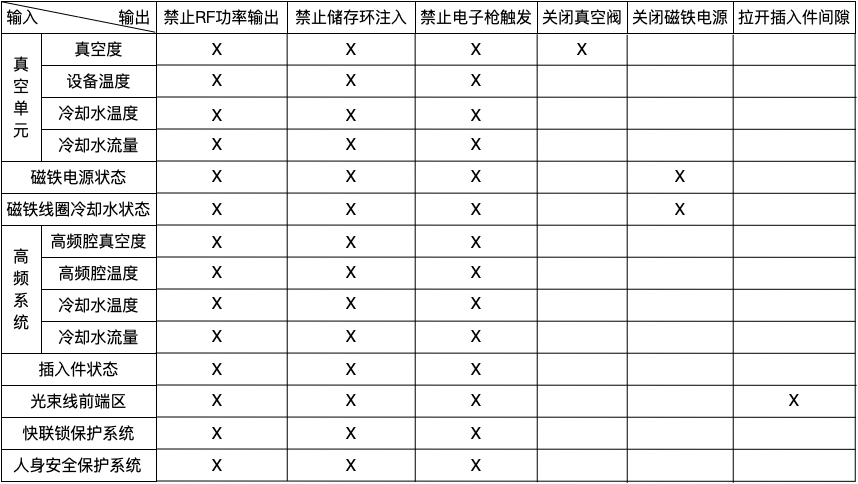 输入 输出 禁止RF功率输出 禁止储存环注入 禁止电子枪触发 关闭真空阀 关闭磁铁电源 拉开插入件间隙
真空单元
真空度 X X X X
设备温度 X X X
冷却水温度 X X X
冷却水流量 X X X
磁铁电源状态 X X X X
磁铁线圈冷却水状态 X X X X
高频系统
高频腔真空度 X X X
高频腔温度 X X X
冷却水温度 X X X
冷却水流量 X X X
插入件状态 X X X
光束线前端区 X X X X
快联锁保护系统 X X X
人身安全保护系统 X X X